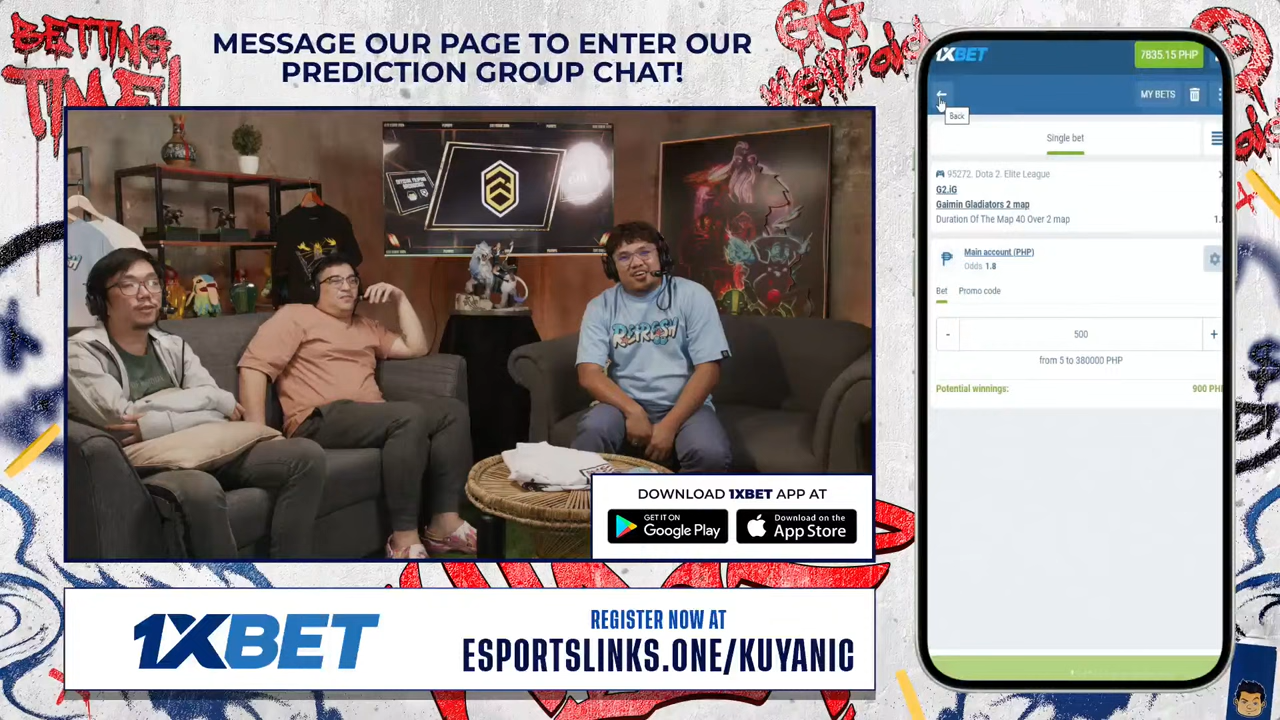 BETTING
TIME!
MESSAGE OUR PAGE TO ENTER OUR
PREDICTION GROUP CHAT!
GG
REFRESH
DOWNLOAD 1XBET APP AT
GET IT ON
Google Play
Download on the
App Store
1XBET
REGISTER NOW AT
ESPORTSLINKS.ONE/KUYANIC
1XBET
7835.15 PHP
MY BETS
Back
Single bet
95272. Dota 2. Elite League
G2.iG
Gaimin Gladiators 2 map
Duration Of The Map 40 Over 2 map
Main account (PHP)
Odds 1.8
Bet Promo code
- 500 +
from 5 to 380000 PHP
Potential winnings: 900 PH